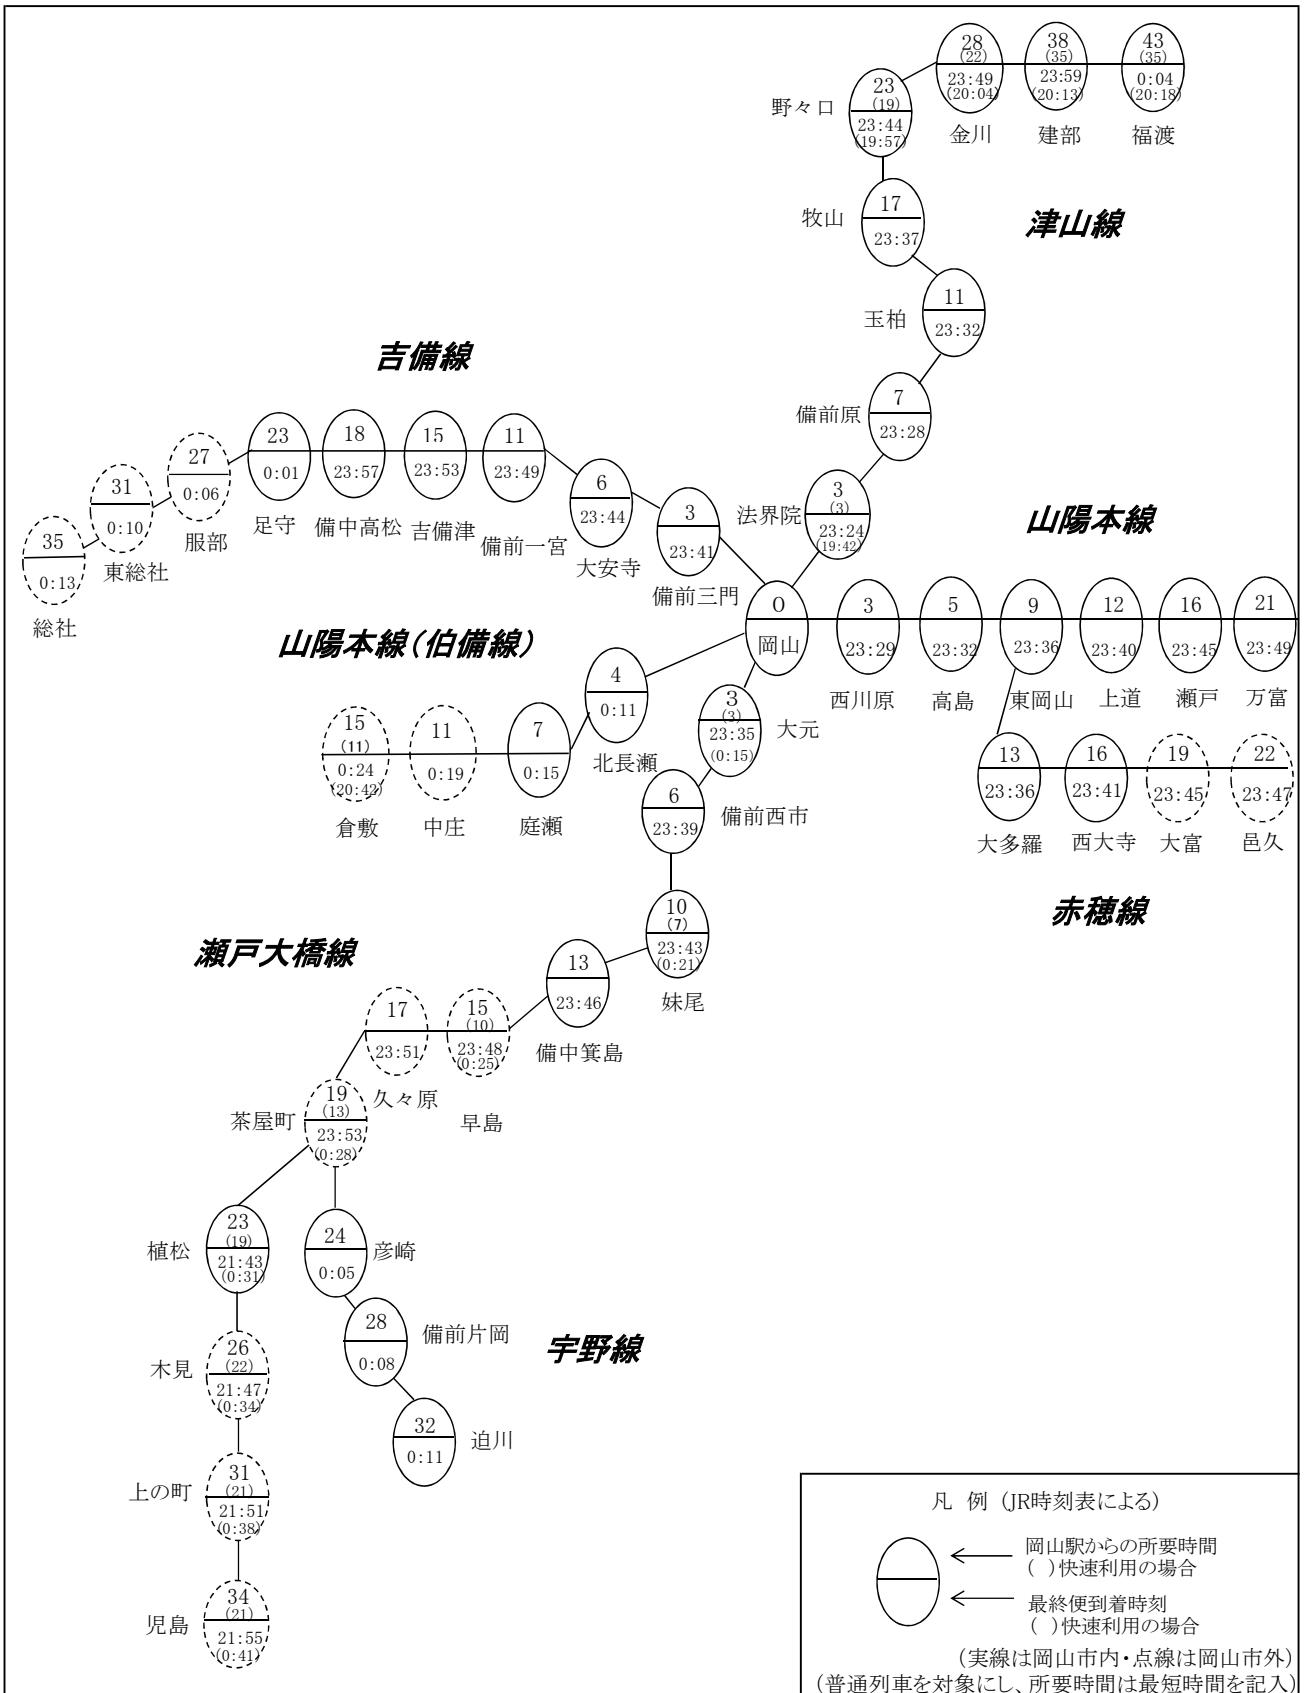 津山線
43
(35)
0:04
(20:18)
福渡
38
(35)
23:59
(20:13)
建部
28
(22)
23:49
(20:04)
金川
23
(19)
23:44
(19:57)
野々口
17
23:37
牧山
11
23:32
玉柏
7
23:28
備前原
3
(3)
23:24
(19:42)
法界院
吉備線
35
0:13
総社
31
0:10
東総社
27
0:06
服部
23
0:01
足守
18
23:57
備中高松
15
23:53
吉備津
11
23:49
備前一宮
6
23:44
大安寺
3
23:41
備前三門
0
岡山
山陽本線
3
23:29
西川原
5
23:32
高島
9
23:36
東岡山
12
23:40
上道
16
23:45
瀬戸
21
23:49
万富
13
23:36
大多羅
16
23:41
西大寺
19
23:45
大富
22
23:47
邑久
赤穂線
山陽本線(伯備線)
4
0:11
北長瀬
7
0:15
庭瀬
11
0:19
中庄
15
(11)
0:24
(20:42)
倉敷
3
(3)
23:35
(0:15)
大元
6
23:39
備前西市
10
(7)
23:43
(0:21)
妹尾
瀬戸大橋線
13
23:46
備中箕島
15
(10)
23:48
(0:25)
早島
17
23:51
久々原
19
(13)
23:53
(0:28)
茶屋町
23
(19)
21:43
(0:31)
植松
26
(22)
21:47
(0:34)
木見
31
(21)
21:51
(0:38)
上の町
34
(21)
21:55
(0:41)
児島
24
0:05
彦崎
28
0:08
備前片岡
32
0:11
迫川
宇野線
凡 例 (JR時刻表による)
岡山駅からの所要時間
( )快速利用の場合
最終便到着時刻
( )快速利用の場合
(実線は岡山市内・点線は岡山市外)
(普通列車を対象にし、所要時間は最短時間を記入)